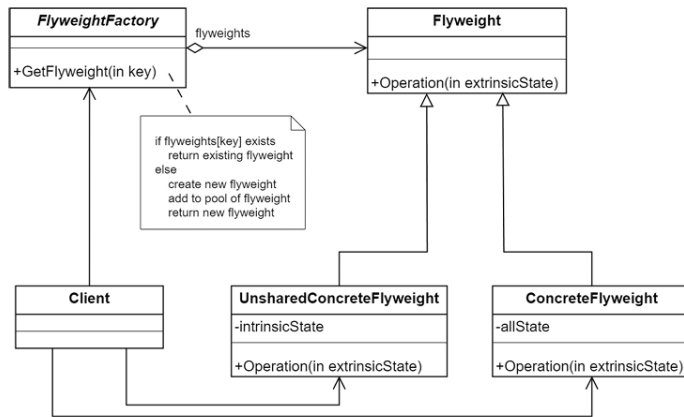 FlyweightFactory
+GetFlyweight(in key)
flyweights
Flyweight
+Operation(in extrinsicState)
if flyweights[key] exists
return existing flyweight
else
create new flyweight
add to pool of flyweight
return new flyweight
Client
UnsharedConcreteFlyweight
-intrinsicState
+Operation(in extrinsicState)
ConcreteFlyweight
-allState
+Operation(in extrinsicState)